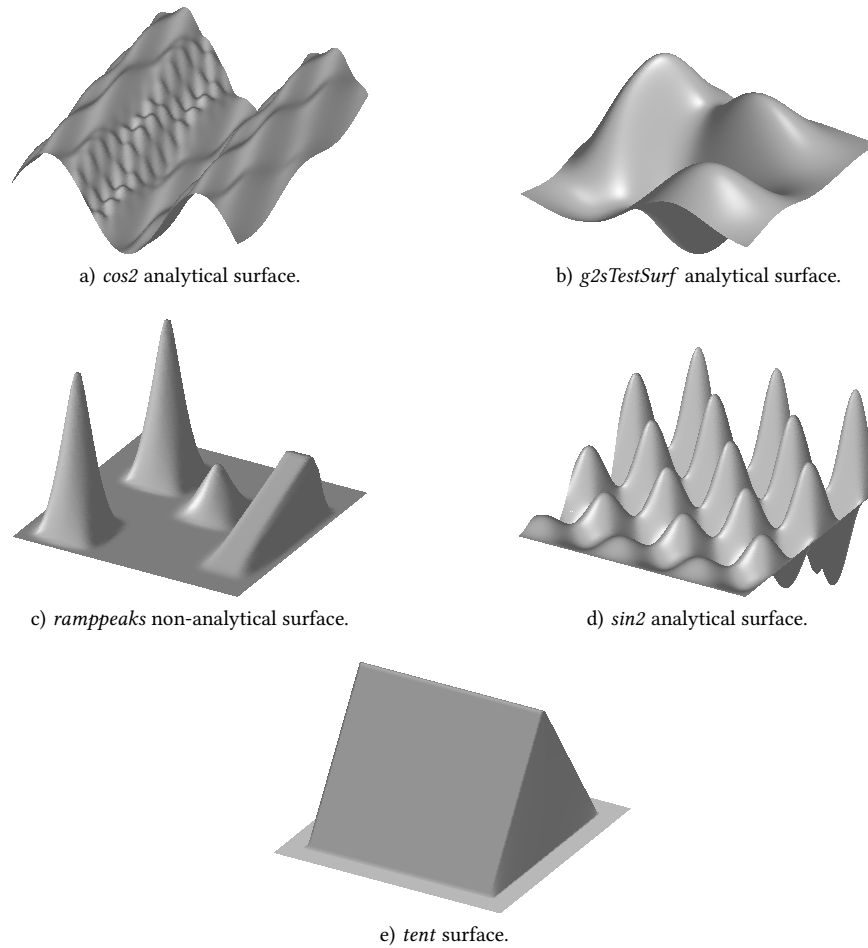 a) cos2 analytical surface.
b) g2sTestSurf analytical surface.
c) ramppeaks non-analytical surface.
d) sin2 analytical surface.
e) tent surface.